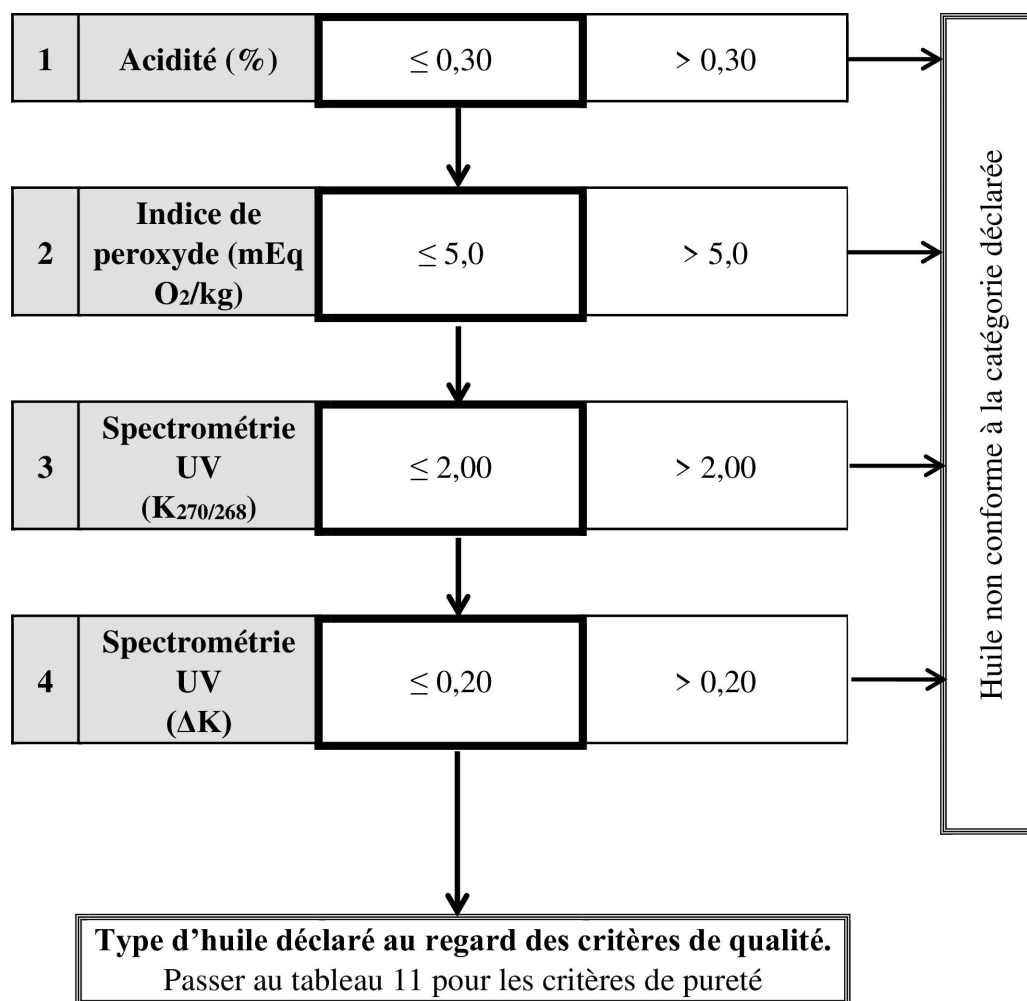 1
Acidité (%)
≤ 0,30
> 0,30
2
Indice de
peroxyde (mEq
O₂/kg)
≤ 5,0
> 5,0
3
Spectrométrie
UV
(K₂₇₀/₂₆₈)
≤ 2,00
> 2,00
4
Spectrométrie
UV
(ΔK)
≤ 0,20
> 0,20
Huile non conforme à la catégorie déclarée
Type d’huile déclaré au regard des critères de qualité.
Passer au tableau 11 pour les critères de pureté